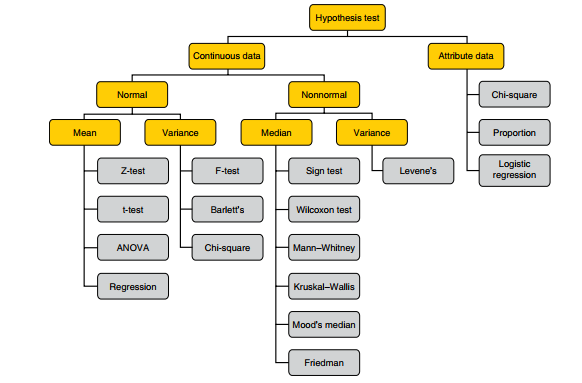 Hypothesis test
Continuous data
Attribute data
Normal
Nonnormal
Chi-square
Mean
Variance
Median
Variance
Proportion
Z-test
F-test
Sign test
Levene's
Logistic
regression
t-test
Barlett's
Wilcoxon test
ANOVA
Chi-square
Mann–Whitney
Regression
Kruskal–Wallis
Mood's median
Friedman